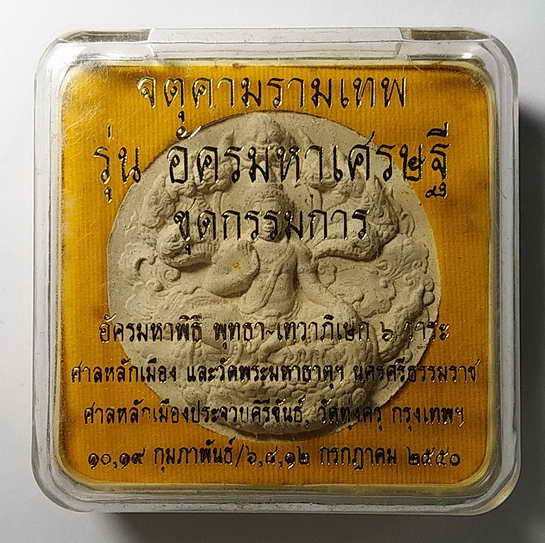 จตุคามรามเทพ
รุ่น อัครมหาเศรษฐี
ชุดกรรมการ
อัครมหาพิธี พุทธา-เทวาภิเษก ๖ วาระ
ศาลหลักเมือง และวัดพระมหาธาตุฯ นครศรีธรรมราช
ศาลหลักเมืองประจวบคีรีขันธ์, วัดทุ่งครุ กรุงเทพฯ
๑๐,๑๙ กุมภาพันธ์/๖,๘,๑๒ กรกฎาคม ๒๕๕๐